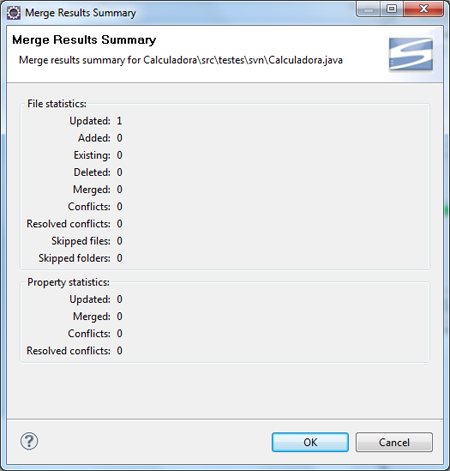 Merge Results Summary
Merge Results Summary
Merge results summary for Calculadora\src\testes\svn\Calculadora.java
File statistics:
Updated: 1
Added: 0
Existing: 0
Deleted: 0
Merged: 0
Conflicts: 0
Resolved conflicts: 0
Skipped files: 0
Skipped folders: 0
Property statistics:
Updated: 0
Merged: 0
Conflicts: 0
Resolved conflicts: 0
? OK Cancel